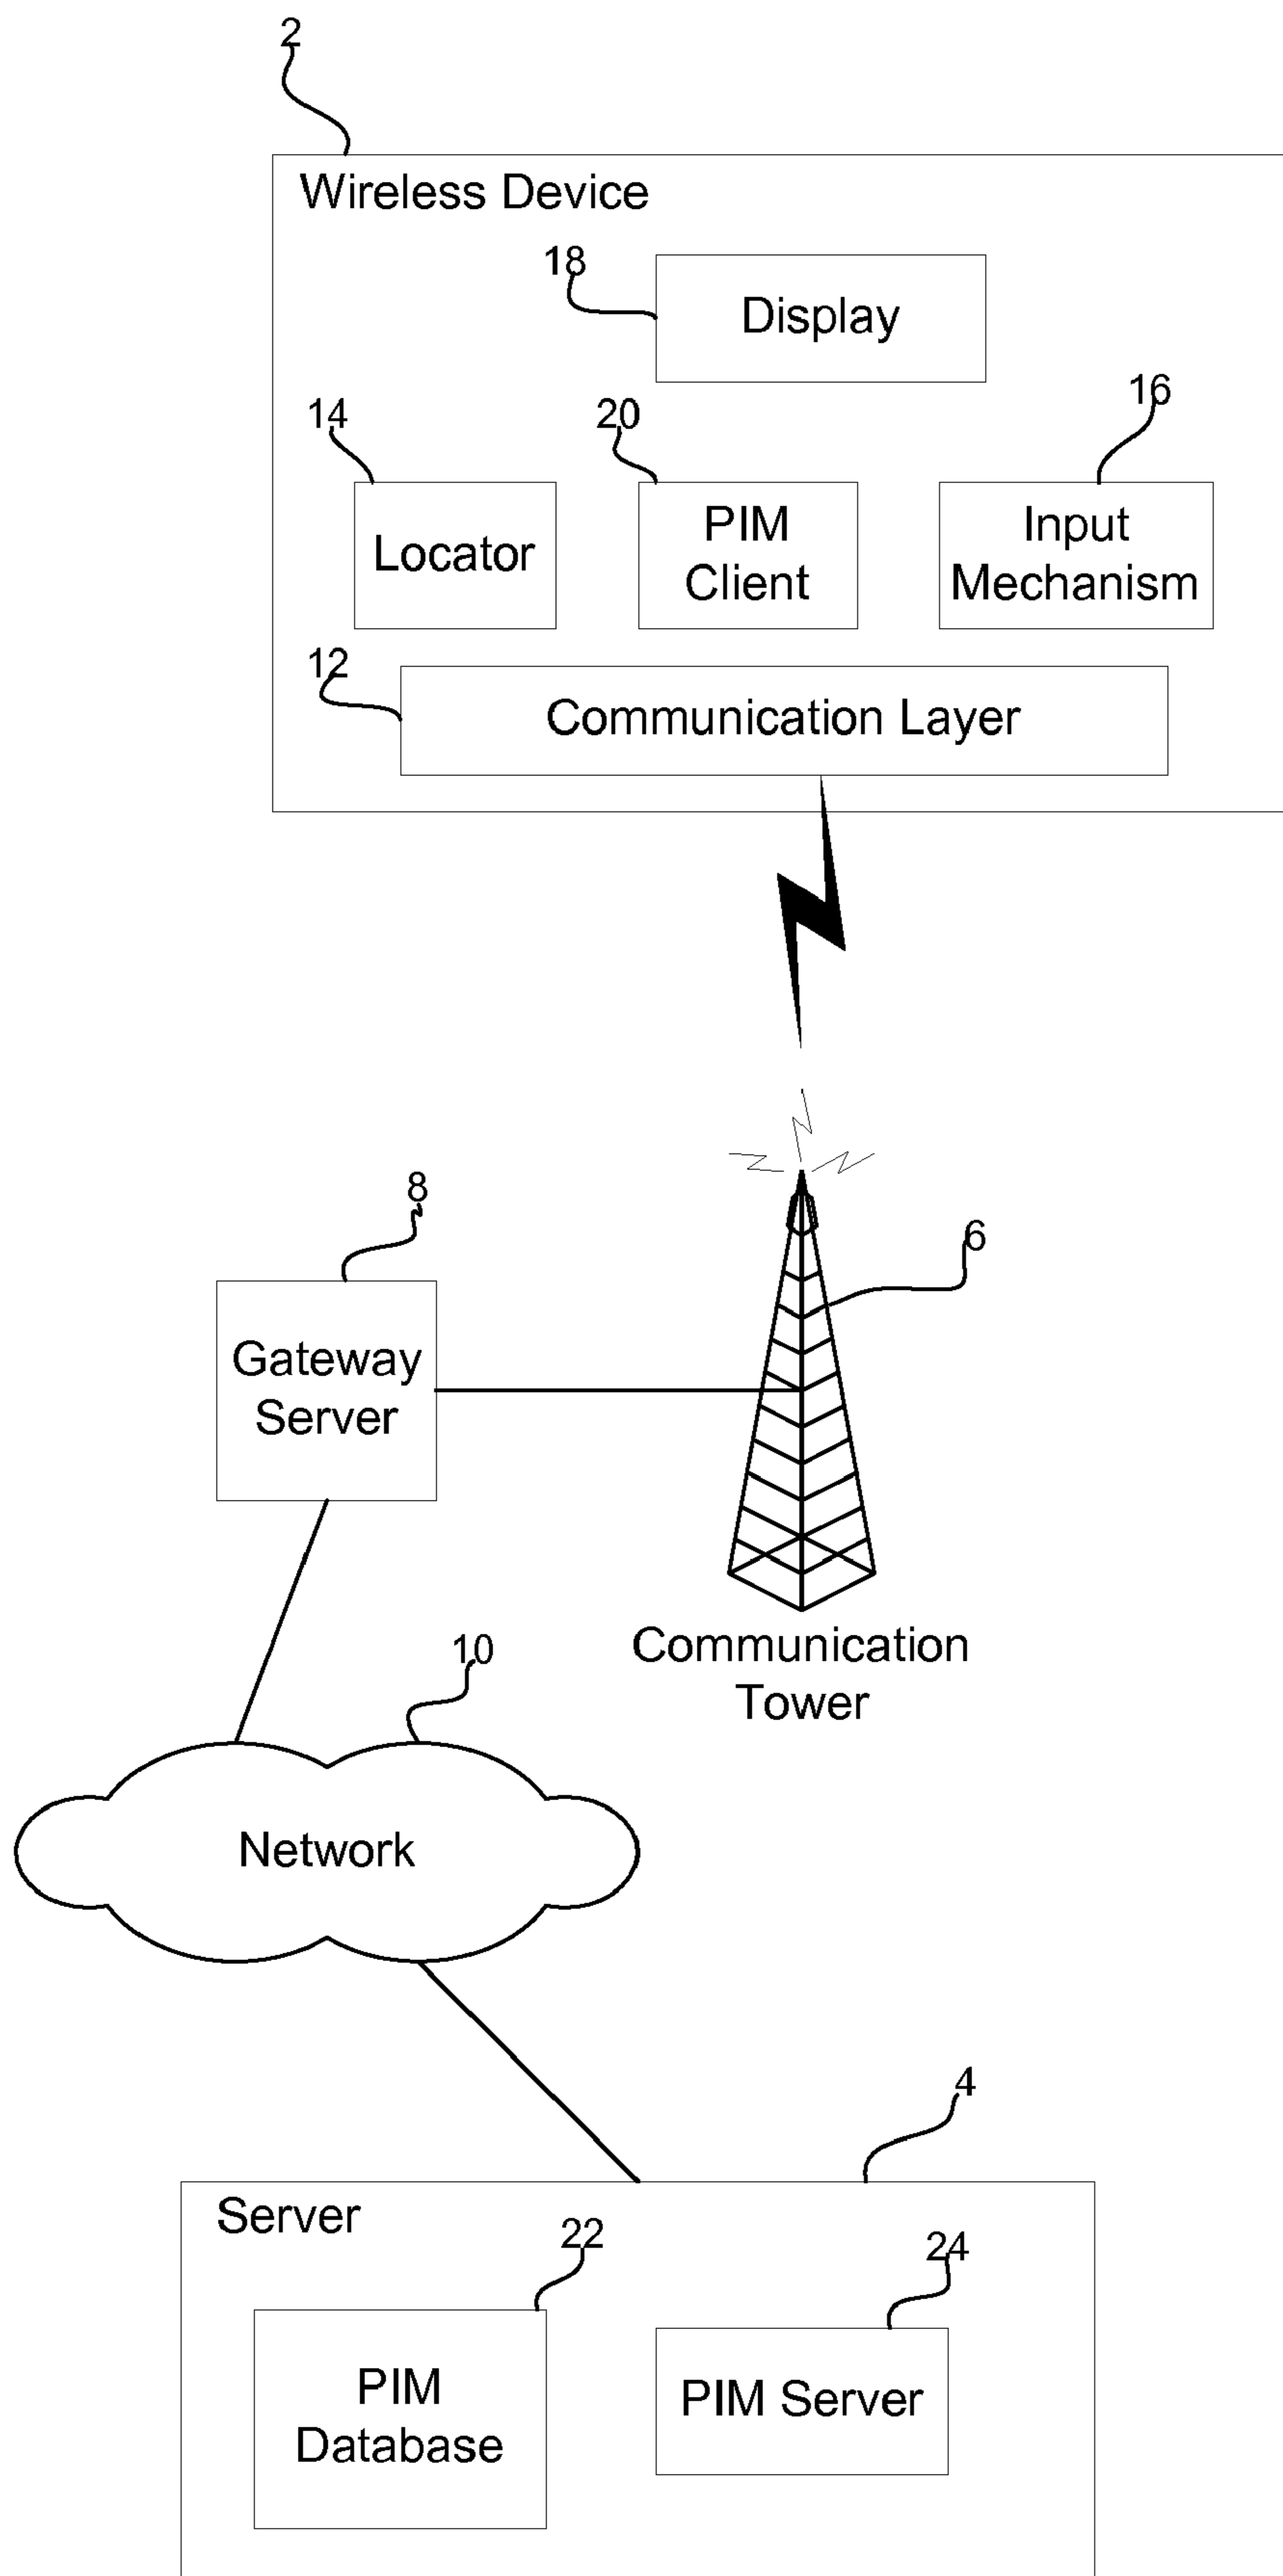 2
Wireless Device
18
Display
14
20
16
Locator
PIM
Client
Input
Mechanism
12
Communication Layer
8
6
Gateway
Server
10
Communication
Tower
Network
4
Server
22
24
PIM
Database
PIM Server